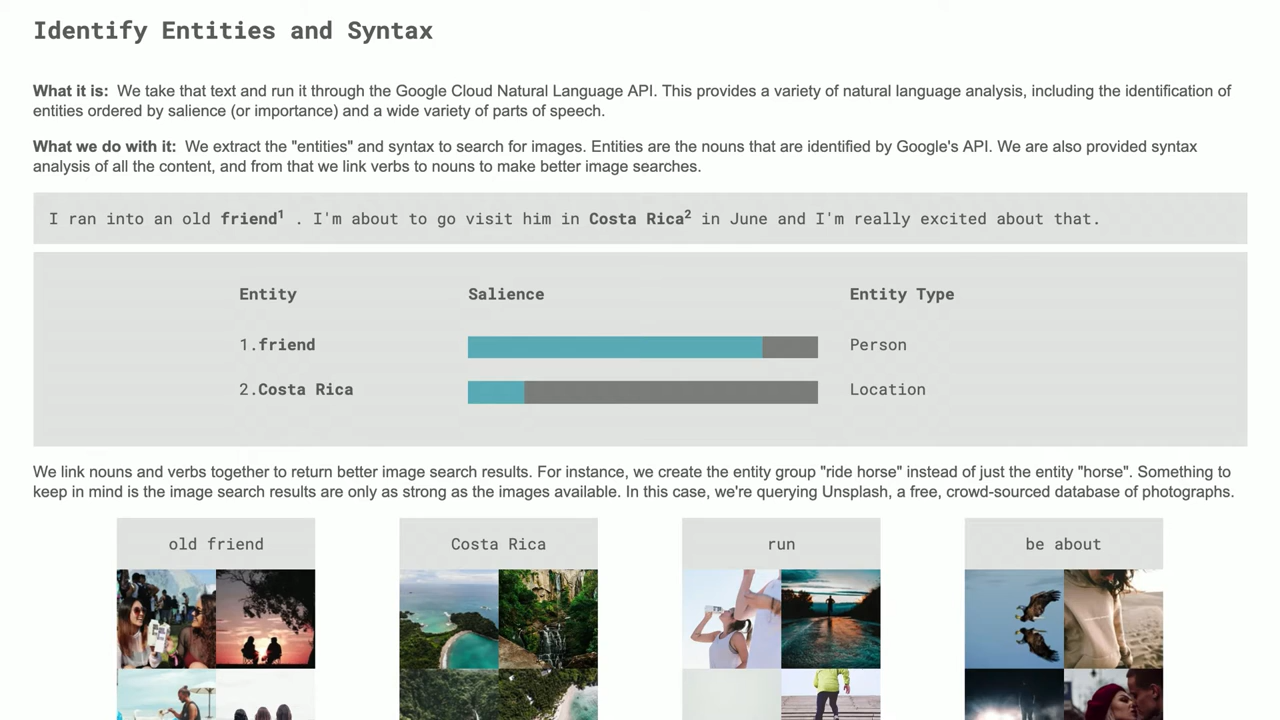 Identify Entities and Syntax
What it is: We take that text and run it through the Google Cloud Natural Language API. This provides a variety of natural language analysis, including the identification of
entities ordered by salience (or importance) and a wide variety of parts of speech.
What we do with it: We extract the "entities" and syntax to search for images. Entities are the nouns that are identified by Google's API. We are also provided syntax
analysis of all the content, and from that we link verbs to nouns to make better image searches.
I ran into an old friend¹ . I'm about to go visit him in Costa Rica² in June and I'm really excited about that.
Entity Salience Entity Type
1.friend Person
2.Costa Rica Location
We link nouns and verbs together to return better image search results. For instance, we create the entity group "ride horse" instead of just the entity "horse". Something to
keep in mind is the image search results are only as strong as the images available. In this case, we're querying Unsplash, a free, crowd-sourced database of photographs.
old friend Costa Rica run be about